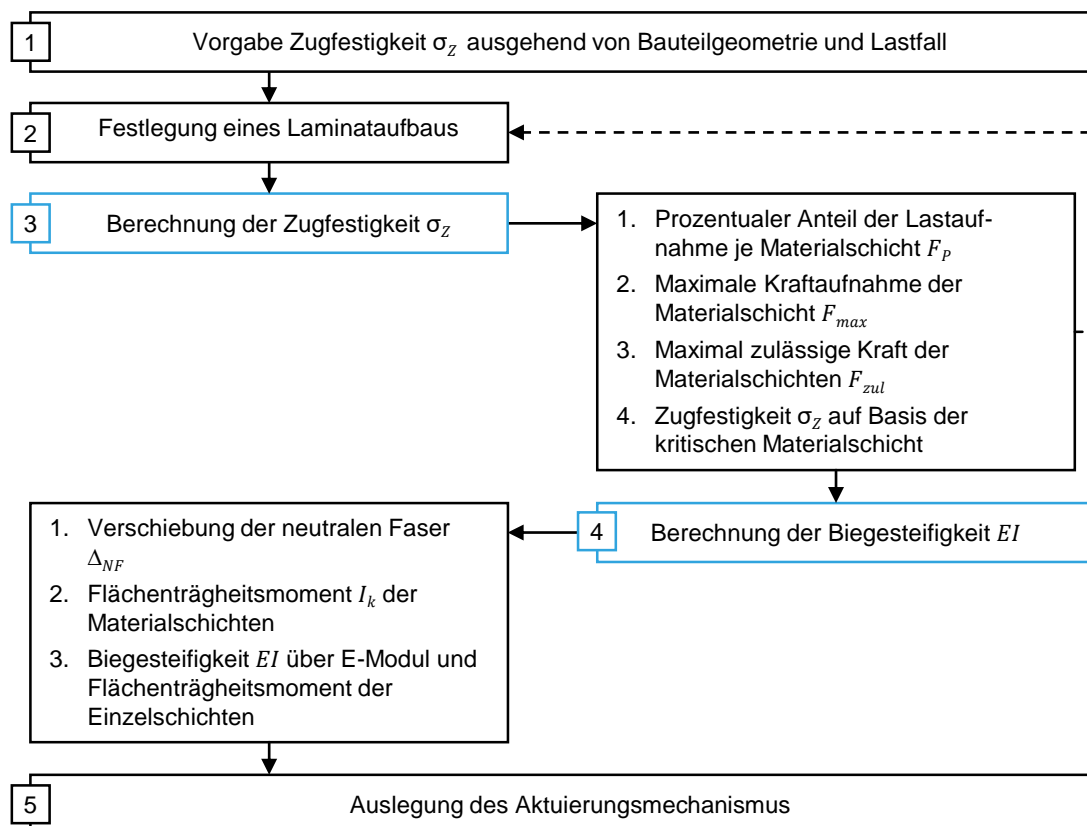 1
Vorgabe Zugfestigkeit σ_Z ausgehend von Bauteilgeometrie und Lastfall
2
Festlegung eines Laminataufbaus
3
Berechnung der Zugfestigkeit σ_Z
1. Prozentualer Anteil der Lastauf-
nahme je Materialschicht F_P
2. Maximale Kraftaufnahme der
Materialschicht F_max
3. Maximal zulässige Kraft der
Materialschichten F_zul
4. Zugfestigkeit σ_Z auf Basis der
kritischen Materialschicht
4
Berechnung der Biegesteifigkeit EI
1. Verschiebung der neutralen Faser
Δ_NF
2. Flächenträgheitsmoment I_k der
Materialschichten
3. Biegesteifigkeit EI über E-Modul und
Flächenträgheitsmoment der
Einzelschichten
5
Auslegung des Aktuierungsmechanismus